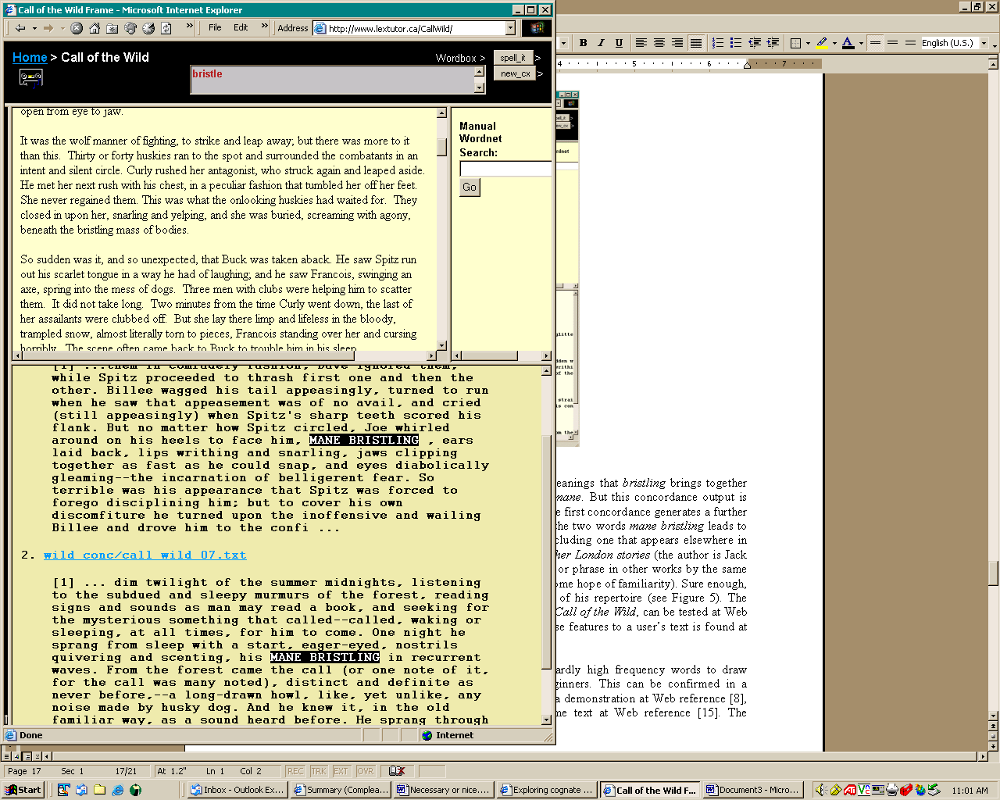 Call of the Wild Frame - Microsoft Internet Explorer
» File Edit » Address http://www.lextutor.ca/CallWild/
B I U English (U.S.)
Home > Call of the Wild
Wordbox > spell_it >
bristle
new_cx >
4 5 6 7
open from eye to jaw.
It was the wolf manner of fighting, to strike and leap away; but there was more to it
than this. Thirty or forty huskies ran to the spot and surrounded the combatants in an
intent and silent circle. Curly rushed her antagonist, who struck again and leaped aside.
He met her next rush with his chest, in a peculiar fashion that tumbled her off her feet.
She never regained them. This was what the onlooking huskies had waited for. They
closed in upon her, snarling and yelping, and she was buried, screaming with agony,
beneath the bristling mass of bodies.
So sudden was it, and so unexpected, that Buck was taken aback. He saw Spitz run
out his scarlet tongue in a way he had of laughing; and he saw Francois, swinging an
axe, spring into the mess of dogs. Three men with clubs were helping him to scatter
them. It did not take long. Two minutes from the time Curly went down, the last of
her assailants were clubbed off. But she lay there limp and lifeless in the bloody,
trampled snow, almost literally torn to pieces, Francois standing over her and cursing
horribly. The scene often came back to Buck to trouble him in his sleep
Manual
Wordnet
Search:
Go
[1] ...them in comradely fashion, Dave ignored them,
while Spitz proceeded to thrash first one and then the
other. Billee wagged his tail appeasingly, turned to run
when he saw that appeasement was of no avail, and cried
(still appeasingly) when Spitz's sharp teeth scored his
flank. But no matter how Spitz circled, Joe whirled
around on his heels to face him, MANE BRISTLING , ears
laid back, lips writhing and snarling, jaws clipping
together as fast as he could snap, and eyes diabolically
gleaming--the incarnation of belligerent fear. So
terrible was his appearance that Spitz was forced to
forego disciplining him; but to cover his own
discomfiture he turned upon the inoffensive and wailing
Billee and drove him to the confi ...
2. wild_conc/call_wild_07.txt
[1] ... dim twilight of the summer midnights, listening
to the subdued and sleepy murmurs of the forest, reading
signs and sounds as man may read a book, and seeking for
the mysterious something that called--called, waking or
sleeping, at all times, for him to come. One night he
sprang from sleep with a start, eager-eyed, nostrils
quivering and scenting, his MANE BRISTLING in recurrent
waves. From the forest came the call (or one note of it,
for the call was many noted), distinct and definite as
never before,--a long-drawn howl, like, yet unlike, any
noise made by husky dog. And he knew it, in the old
familiar way, as a sound heard before. He sprang through
Done Internet
eanings that bristling brings together
mane. But this concordance output is
e first concordance generates a further
he two words mane bristling leads to
cluding one that appears elsewhere in
her London stories (the author is Jack
or phrase in other works by the same
ome hope of familiarity). Sure enough,
of his repertoire (see Figure 5). The
Call of the Wild, can be tested at Web
se features to a user's text is found at
ardly high frequency words to draw
ginners. This can be confirmed in a
a demonstration at Web reference [8],
me text at Web reference [15]. The
Page 17 Sec 1 17/21 At 1.2" Ln 1 Col 2 REC TRK EXT OVR
Start Inbox - Outlook Ex... Summary (Complea... Necessary or nice.... Exploring cognate ... Call of the Wild F... Document3 - Micro... 11:01 AM